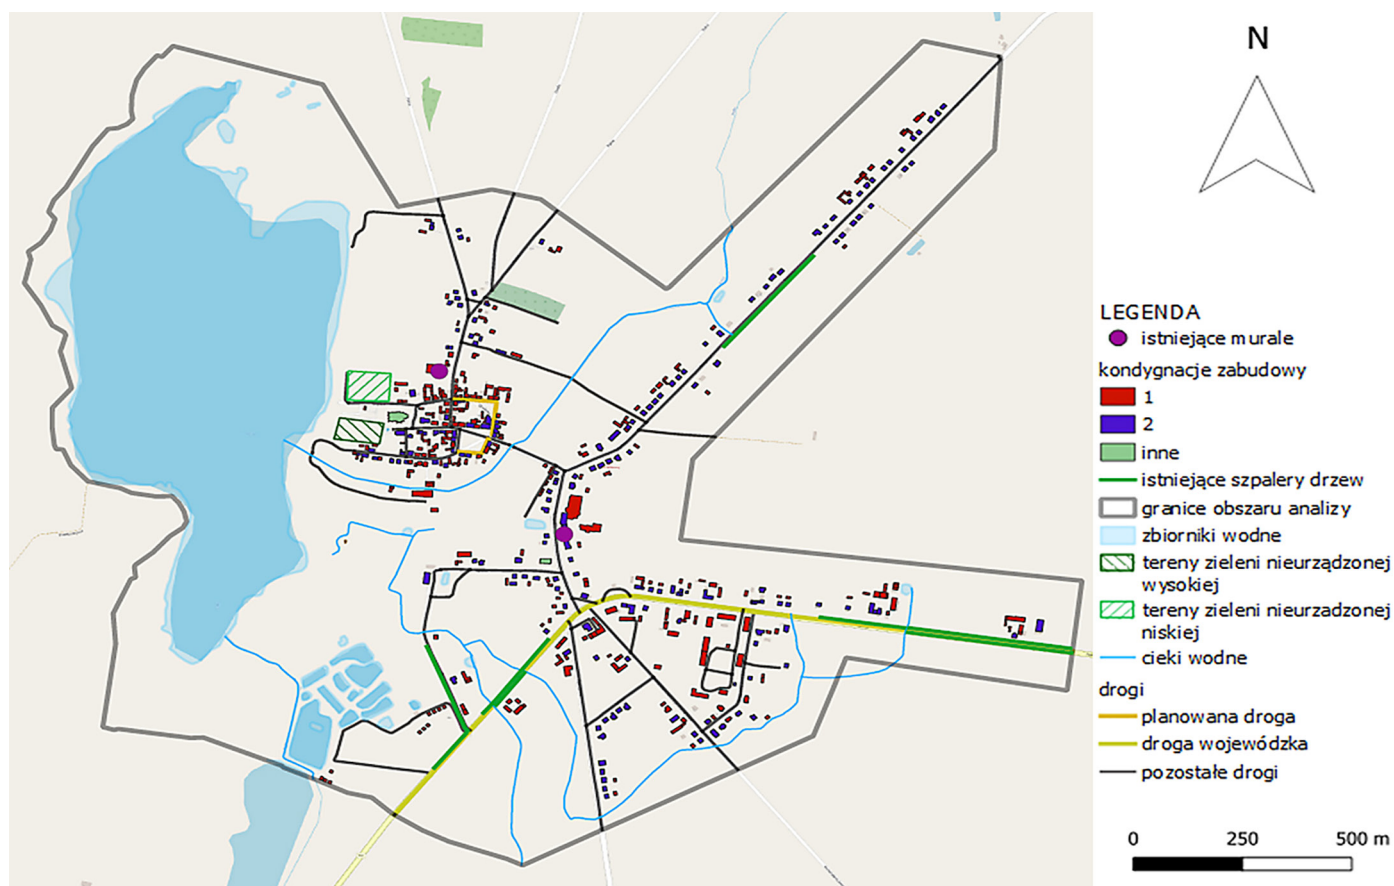 N
LEGENDA
istniejące murale
kondygnacje zabudowy
1
2
inne
istniejące szpalery drzew
granice obszaru analizy
zbiorniki wodne
tereny zieleni nieurządzonej
wysokiej
tereny zieleni nieurzadzonej
niskiej
cieki wodne
drogi
planowana droga
droga wojewódzka
pozostałe drogi
0 250 500 m